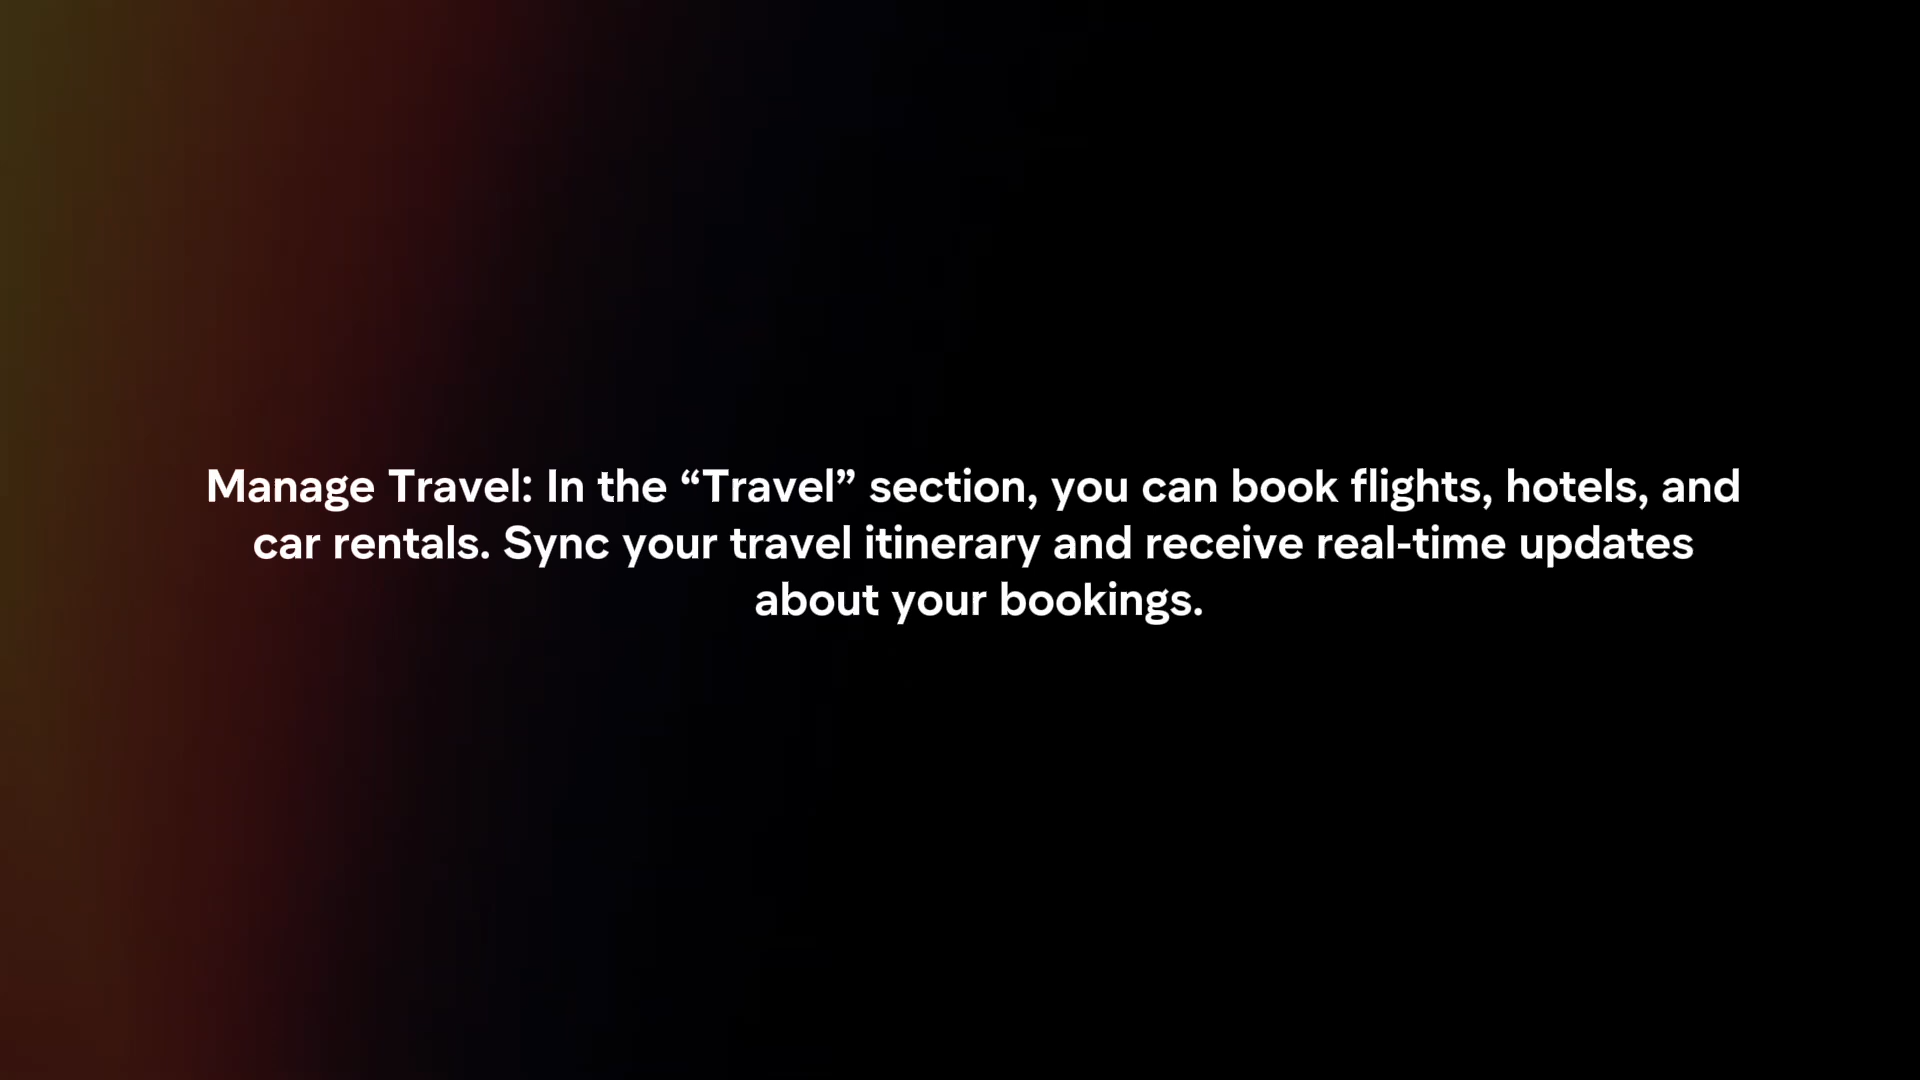 Manage Travel: In the “Travel” section, you can book flights, hotels, and
car rentals. Sync your travel itinerary and receive real-time updates
about your bookings.